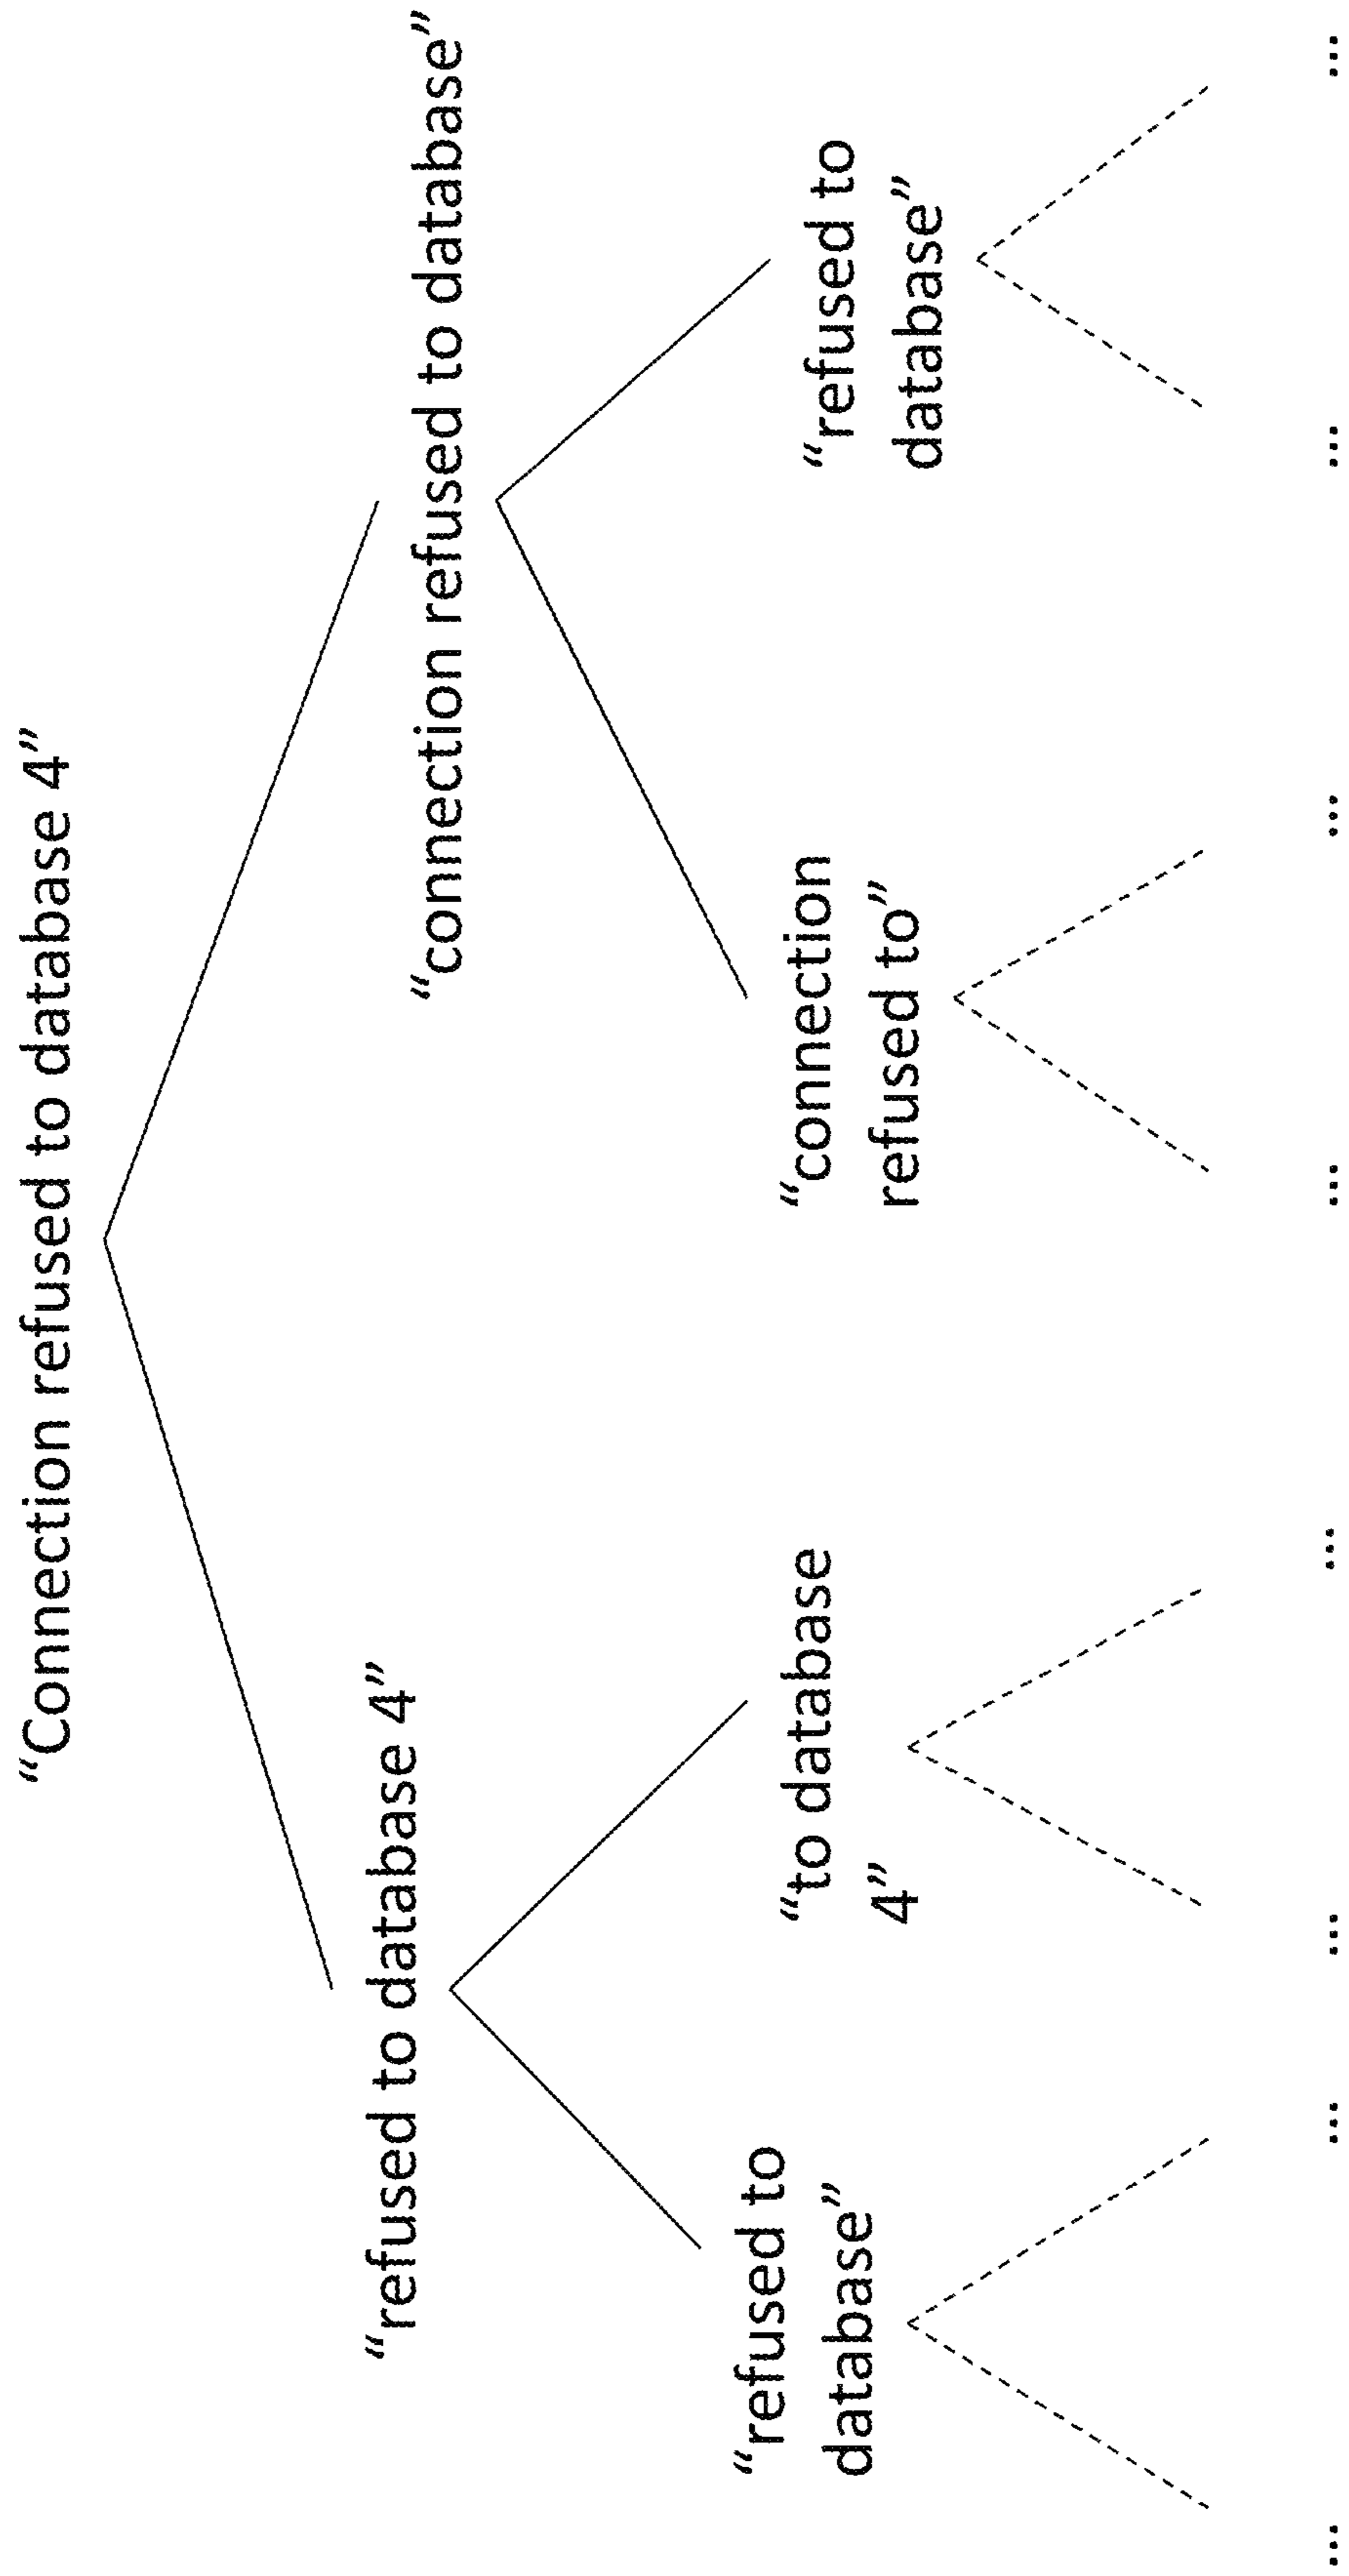 “Connection refused to database 4”
“refused to database 4”
“connection refused to database”
“refused to
database”
“to database
4”
“connection
refused to”
“refused to
database”
...
...
...
...
...
...
...
...